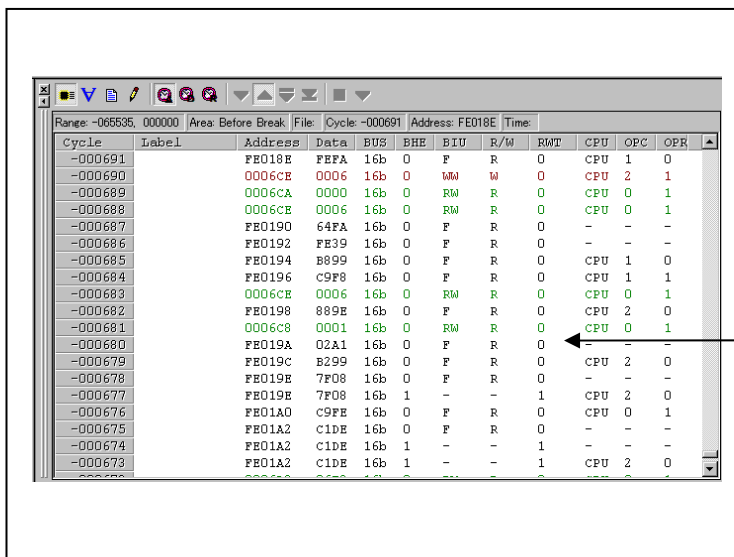 Range: -065535, 000000 Area: Before Break File: Cycle: -000691 Address: FE018E Time:
Cycle Label Address Data BUS BHE BIU R/W RWT CPU OPC OPR
-000691 FE018E FEFA 16b 0 F R 0 CPU 1 0
-000690 0006CE 0006 16b 0 WW W 0 CPU 2 1
-000689 0006CA 0000 16b 0 RW R 0 CPU 0 1
-000688 0006CE 0006 16b 0 RW R 0 CPU 0 1
-000687 FE0190 64FA 16b 0 F R 0 - - -
-000686 FE0192 FE39 16b 0 F R 0 - - -
-000685 FE0194 B899 16b 0 F R 0 CPU 1 0
-000684 FE0196 C9F8 16b 0 F R 0 CPU 1 1
-000683 0006CE 0006 16b 0 RW R 0 CPU 0 1
-000682 FE0198 889E 16b 0 F R 0 CPU 2 0
-000681 0006C8 0001 16b 0 RW R 0 CPU 0 1
-000680 FE019A 02A1 16b 0 F R 0 - - -
-000679 FE019C B299 16b 0 F R 0 CPU 2 0
-000678 FE019E 7F08 16b 0 F R 0 - - -
-000677 FE019E 7F08 16b 1 - - 1 CPU 2 0
-000676 FE01A0 C9FE 16b 0 F R 0 CPU 0 1
-000675 FE01A2 C1DE 16b 0 F R 0 - - -
-000674 FE01A2 C1DE 16b 1 - - 1 - - -
-000673 FE01A2 C1DE 16b 1 - - 1 CPU 2 0